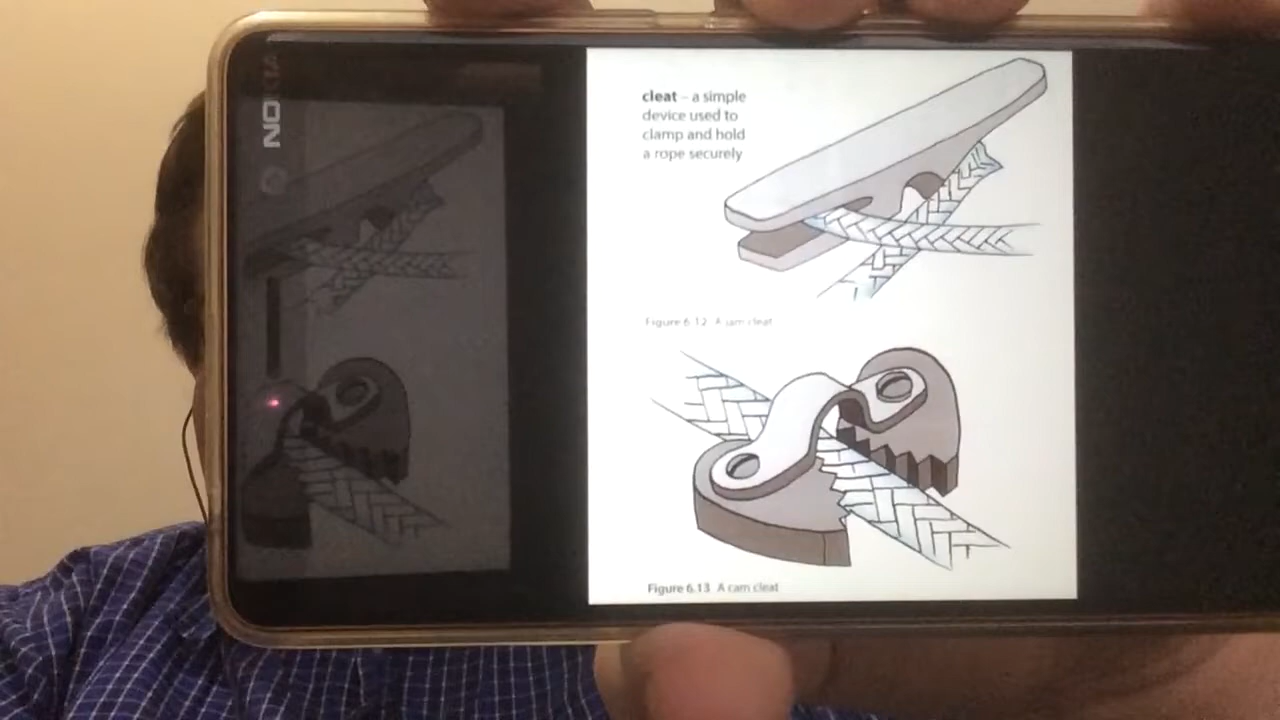 NOKIA
cleat – a simple
device used to
clamp and hold
a rope securely
Figure 6.12 A
cleat
Figure 6.13 A cam cleat